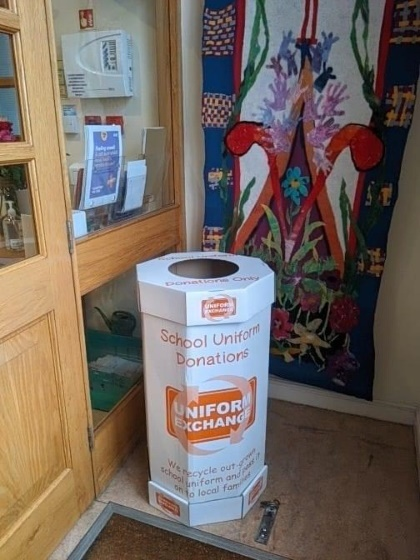 Donations Only
UNIFORM
EXCHANGE
School Uniform
Donations
UNIFORM
EXCHANGE
We recycle out-grown
school uniform and pass it
on to local families